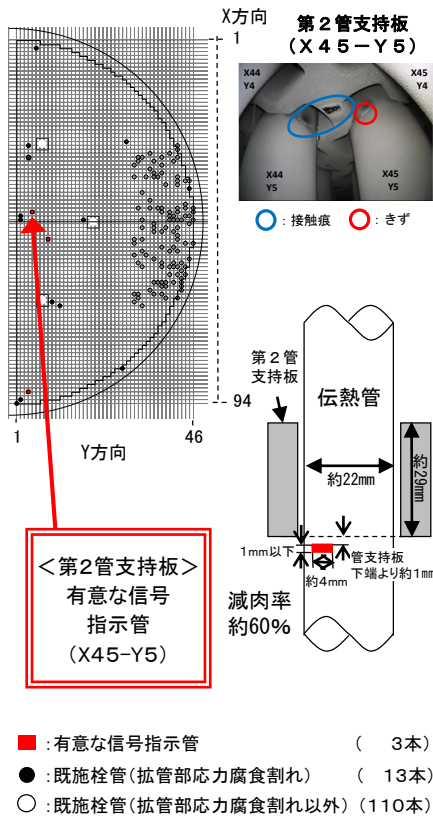 X方向
1
94
1
46
Y方向
第2管支持板
(X45-Y5)
X44
Y4
X45
Y4
X44
Y5
X45
Y5
:接触痕
:きず
第2管
支持板
伝熱管
約22mm
約29mm
1mm以下
約4mm
管支持板
下端より約1mm
減肉率
約60%
<第2管支持板>
有意な信号
指示管
(X45-Y5)
:有意な信号指示管 ( 3本)
:既施栓管(拡管部応力腐食割れ) ( 13本)
:既施栓管(拡管部応力腐食割れ以外) (110本)